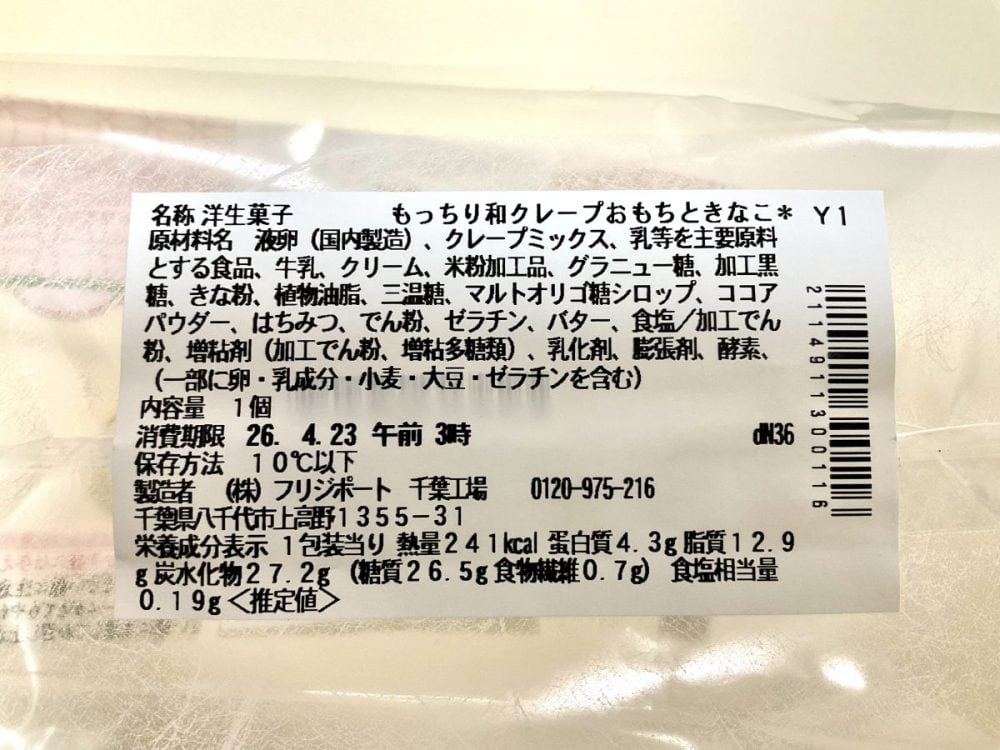 名称 洋生菓子 もっちり和クレープおもちときなこ* Y1
原材料名 液卵（国内製造）、クレープミックス、乳等を主要原料
とする食品、牛乳、クリーム、米粉加工品、グラニュー糖、加工黒
糖、きな粉、植物油脂、三温糖、マルトオリゴ糖シロップ、ココア
パウダー、はちみつ、でん粉、ゼラチン、バター、食塩／加工でん
粉、増粘剤（加工でん粉、増粘多糖類）、乳化剤、膨張剤、酵素、
（一部に卵・乳成分・小麦・大豆・ゼラチンを含む）
内容量 1個
消費期限 26. 4.23 午前 3時 dN36
保存方法 10℃以下
製造者 （株）フリジポート 千葉工場 0120-975-216
千葉県八千代市上高野1355-31
栄養成分表示 1包装当り 熱量241kcal 蛋白質4.3g 脂質12.9
g 炭水化物27.2g （糖質26.5g 食物繊維0.7g） 食塩相当量
0.19g＜推定値＞
2114911300116